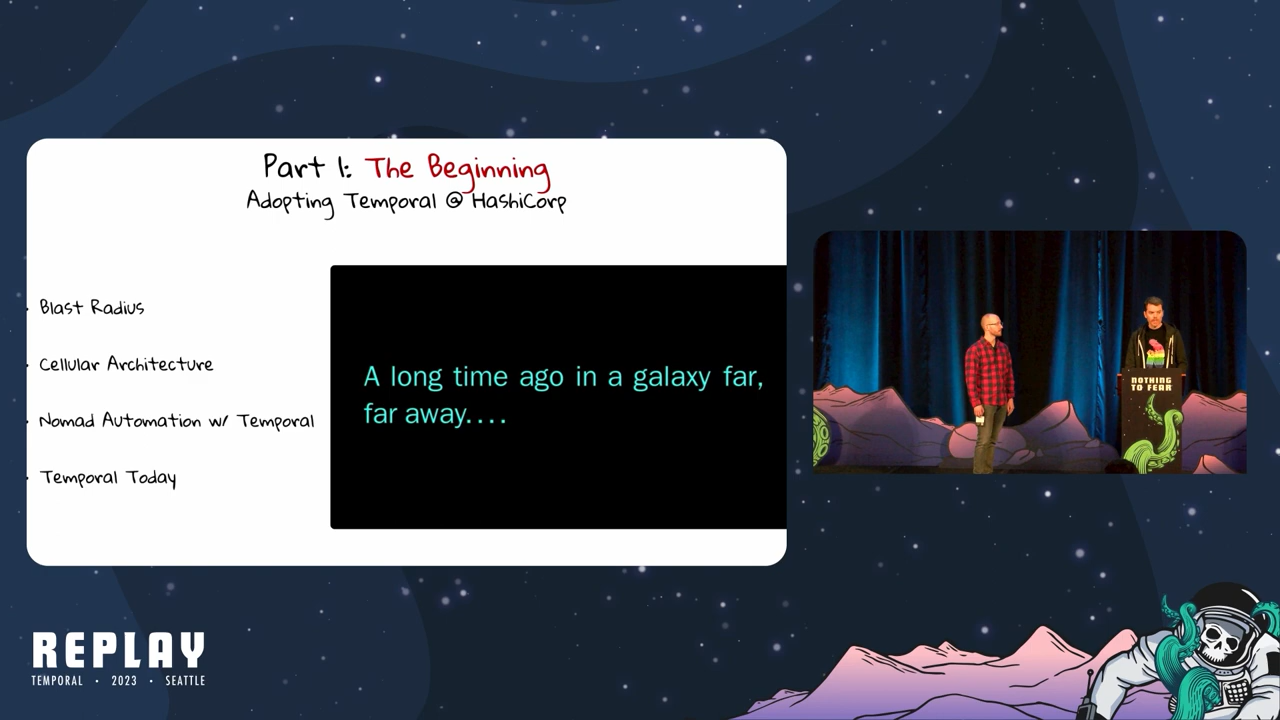 Part 1: The Beginning
Adopting Temporal @ HashiCorp
· Blast Radius
· Cellular Architecture
· Nomad Automation w/ Temporal
· Temporal Today
A long time ago in a galaxy far,
far away....
NOTHING
TO FEAR
REPLAY
TEMPORAL · 2023 · SEATTLE